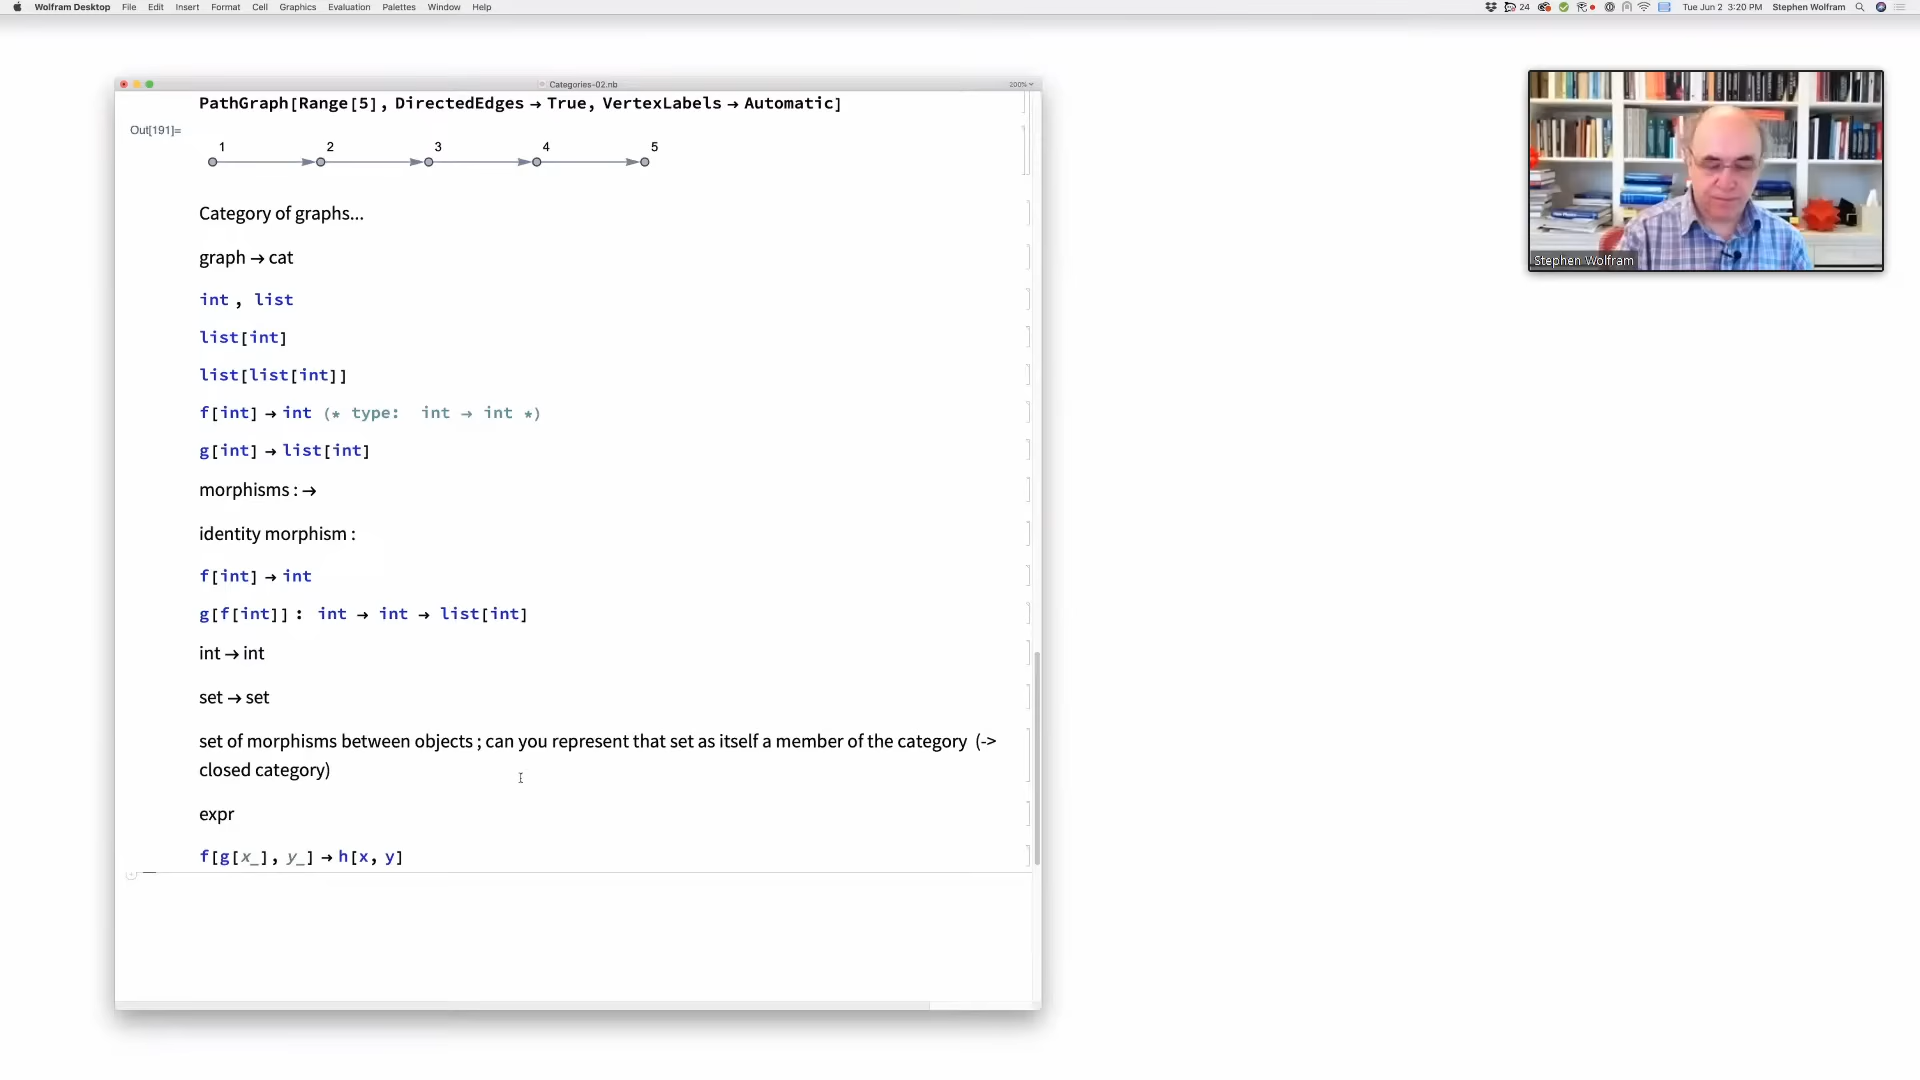 Wolfram Desktop File Edit Insert Format Cell Graphics Evaluation Palettes Window Help 24 Tue Jun 2 3:20 PM Stephen Wolfram
Categories-02.nb 200%
PathGraph[Range[5], DirectedEdges → True, VertexLabels → Automatic]
Out[191]=
1 2 3 4 5
Category of graphs...
graph → cat
int , list
list[int]
list[list[int]]
f[int] → int (* type: int → int *)
g[int] → list[int]
morphisms : →
identity morphism :
f[int] → int
g[f[int]] : int → int → list[int]
int → int
set → set
set of morphisms between objects ; can you represent that set as itself a member of the category (->
closed category)
expr
f[g[x_], y_] → h[x, y]
Stephen Wolfram